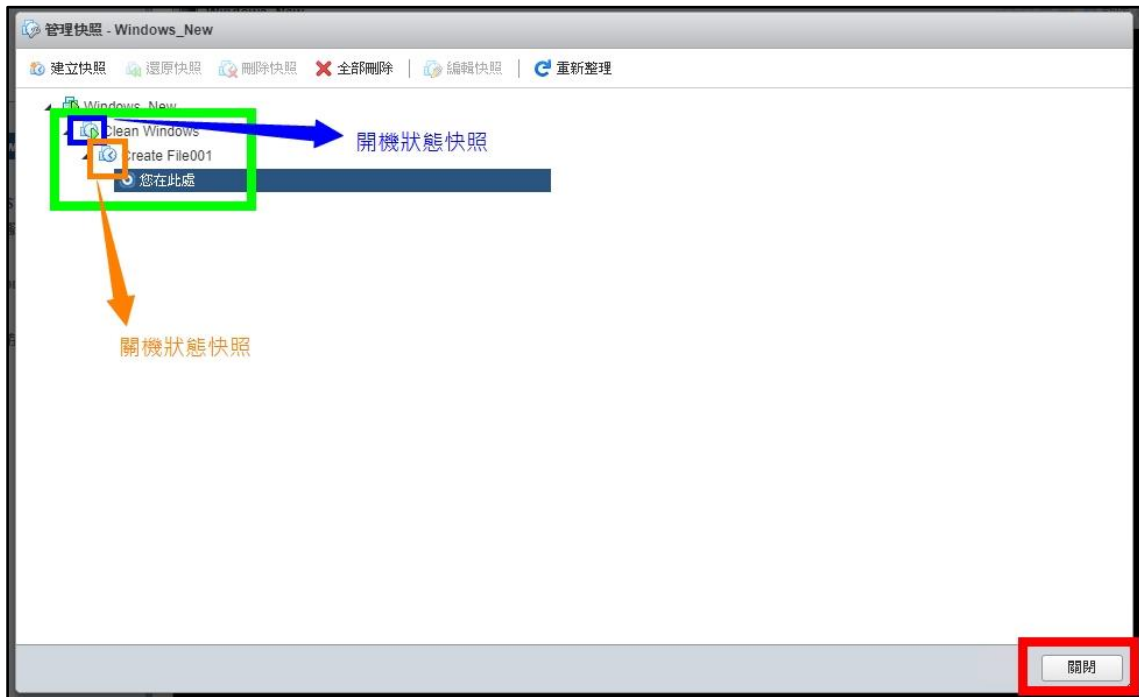 管理快照 - Windows_New
建立快照 還原快照 刪除快照 全部刪除 | 編輯快照 | 重新整理
Windows_New
Clean Windows
開機狀態快照
Create File001
您在此處
關機狀態快照
關閉